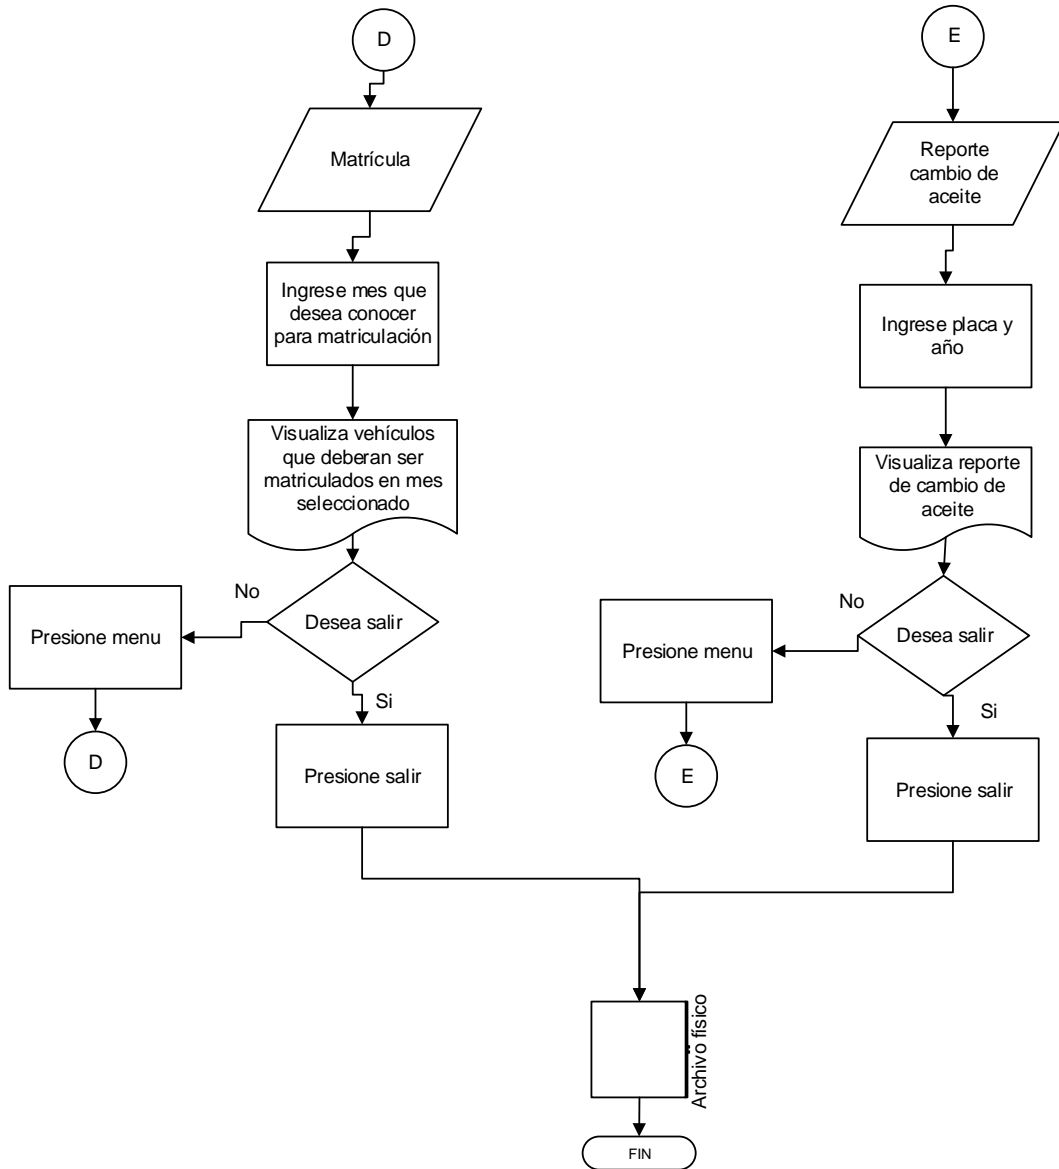 D
Matrícula
Ingrese mes que
desea conocer
para matriculación
Visualiza vehículos
que deberan ser
matriculados en mes
seleccionado
Desea salir
No
Presione menu
D
Si
Presione salir
E
Reporte
cambio de
aceite
Ingrese placa y
año
Visualiza reporte
de cambio de
aceite
Desea salir
No
Presione menu
E
Si
Presione salir
Archivo físico
FIN